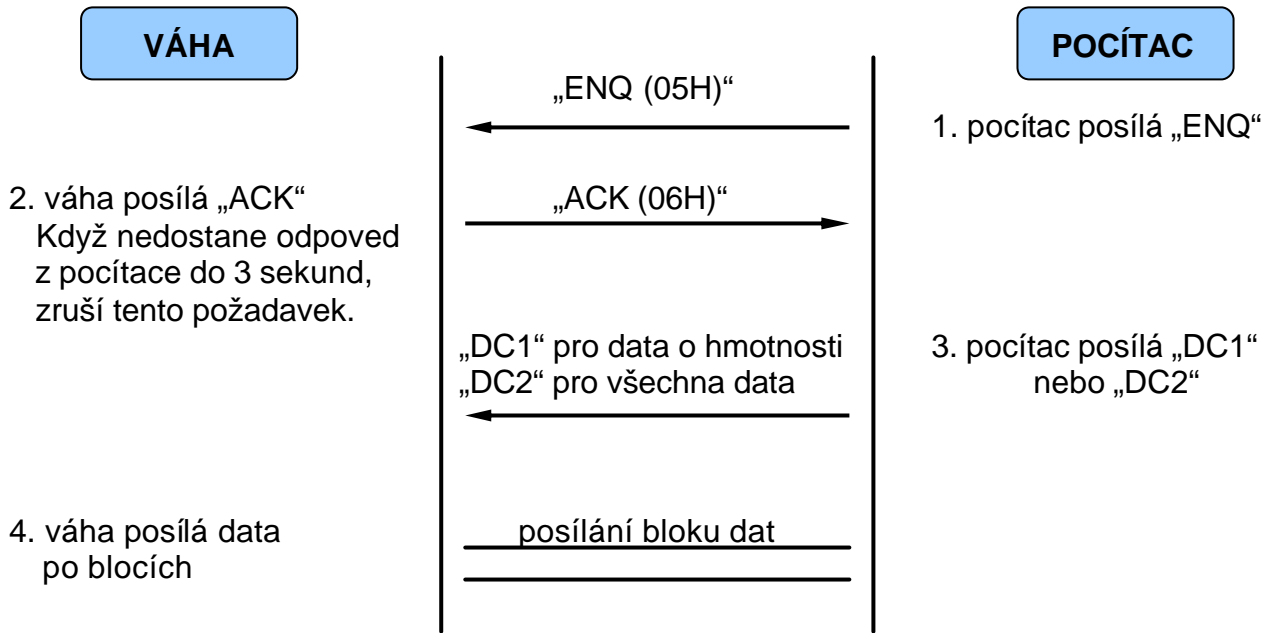 VÁHA
POCÍTAC
„ENQ (05H)“
1. pocítac posílá „ENQ“
2. váha posílá „ACK“
Když nedostane odpoved
z pocítace do 3 sekund,
zruší tento požadavek.
„ACK (06H)“
„DC1“ pro data o hmotnosti
„DC2“ pro všechna data
3. pocítac posílá „DC1“
nebo „DC2“
4. váha posílá data
po blocích
posílání bloku dat